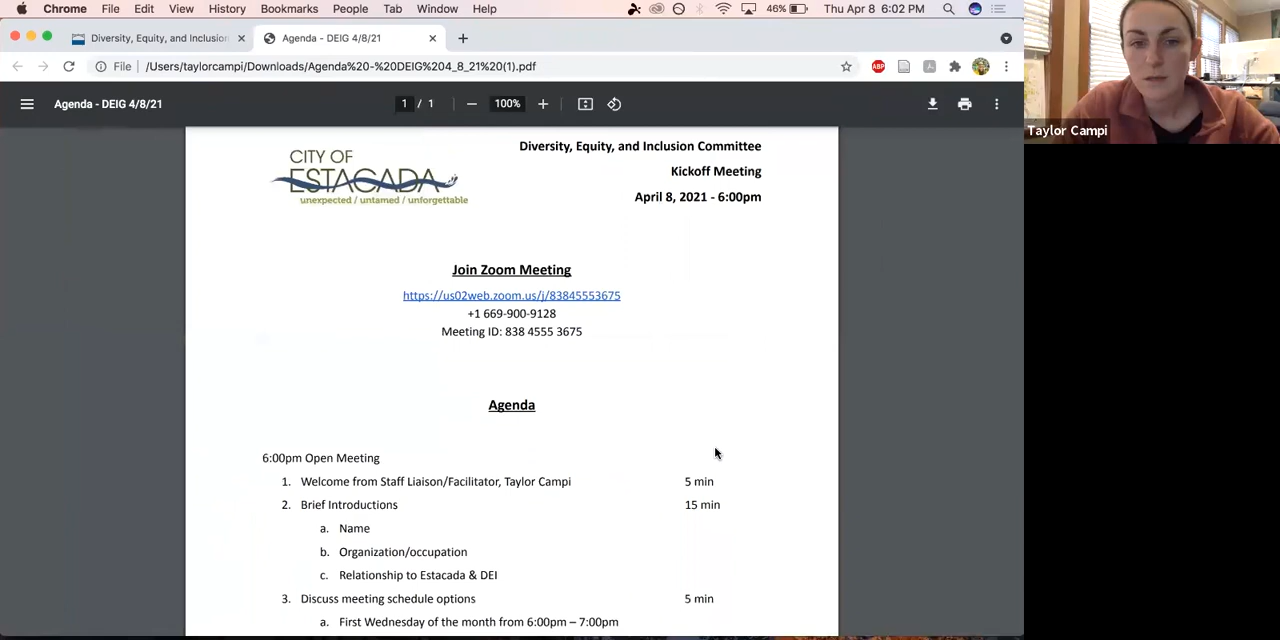 Chrome File Edit View History Bookmarks People Tab Window Help 46% Thu Apr 8 6:02 PM
Diversity, Equity, and Inclusion Agenda - DEIG 4/8/21
File /Users/taylorcampi/Downloads/Agenda%20-%20DEIG%204_8_21%20(1).pdf ABP
Agenda - DEIG 4/8/21 1 / 1 100%
Taylor Campi
CITY OF
ESTACADA
unexpected / untamed / unforgettable
Diversity, Equity, and Inclusion Committee
Kickoff Meeting
April 8, 2021 - 6:00pm
Join Zoom Meeting
https://us02web.zoom.us/j/83845553675
+1 669-900-9128
Meeting ID: 838 4555 3675
Agenda
6:00pm Open Meeting
1. Welcome from Staff Liaison/Facilitator, Taylor Campi 5 min
2. Brief Introductions 15 min
a. Name
b. Organization/occupation
c. Relationship to Estacada & DEI
3. Discuss meeting schedule options 5 min
a. First Wednesday of the month from 6:00pm – 7:00pm